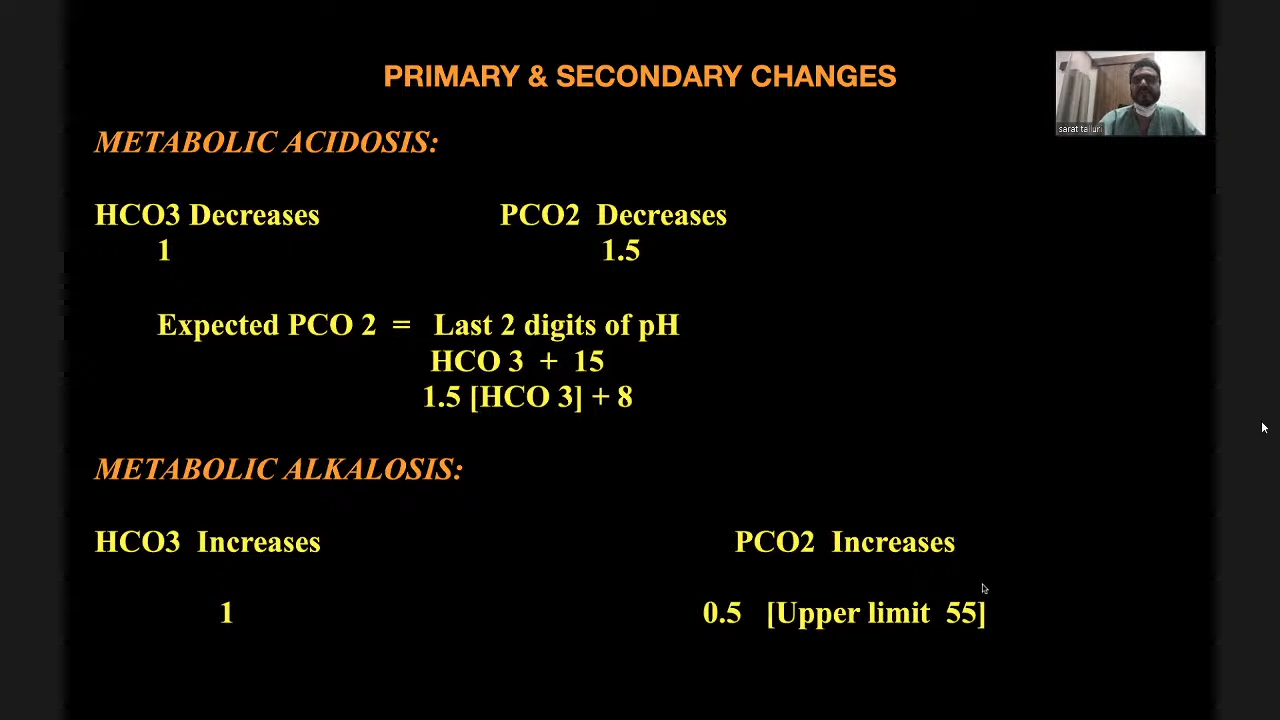 PRIMARY & SECONDARY CHANGES
sarat talluri
METABOLIC ACIDOSIS:
HCO3 Decreases PCO2 Decreases
1 1.5
Expected PCO 2 = Last 2 digits of pH
HCO 3 + 15
1.5 [HCO 3] + 8
METABOLIC ALKALOSIS:
HCO3 Increases PCO2 Increases
1 0.5 [Upper limit 55]